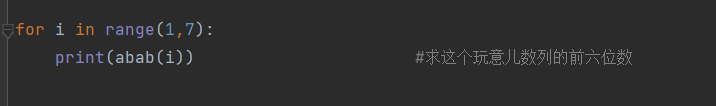 for i in range(1,7):
print(abab(i)) #求这个玩意儿数列的前六位数